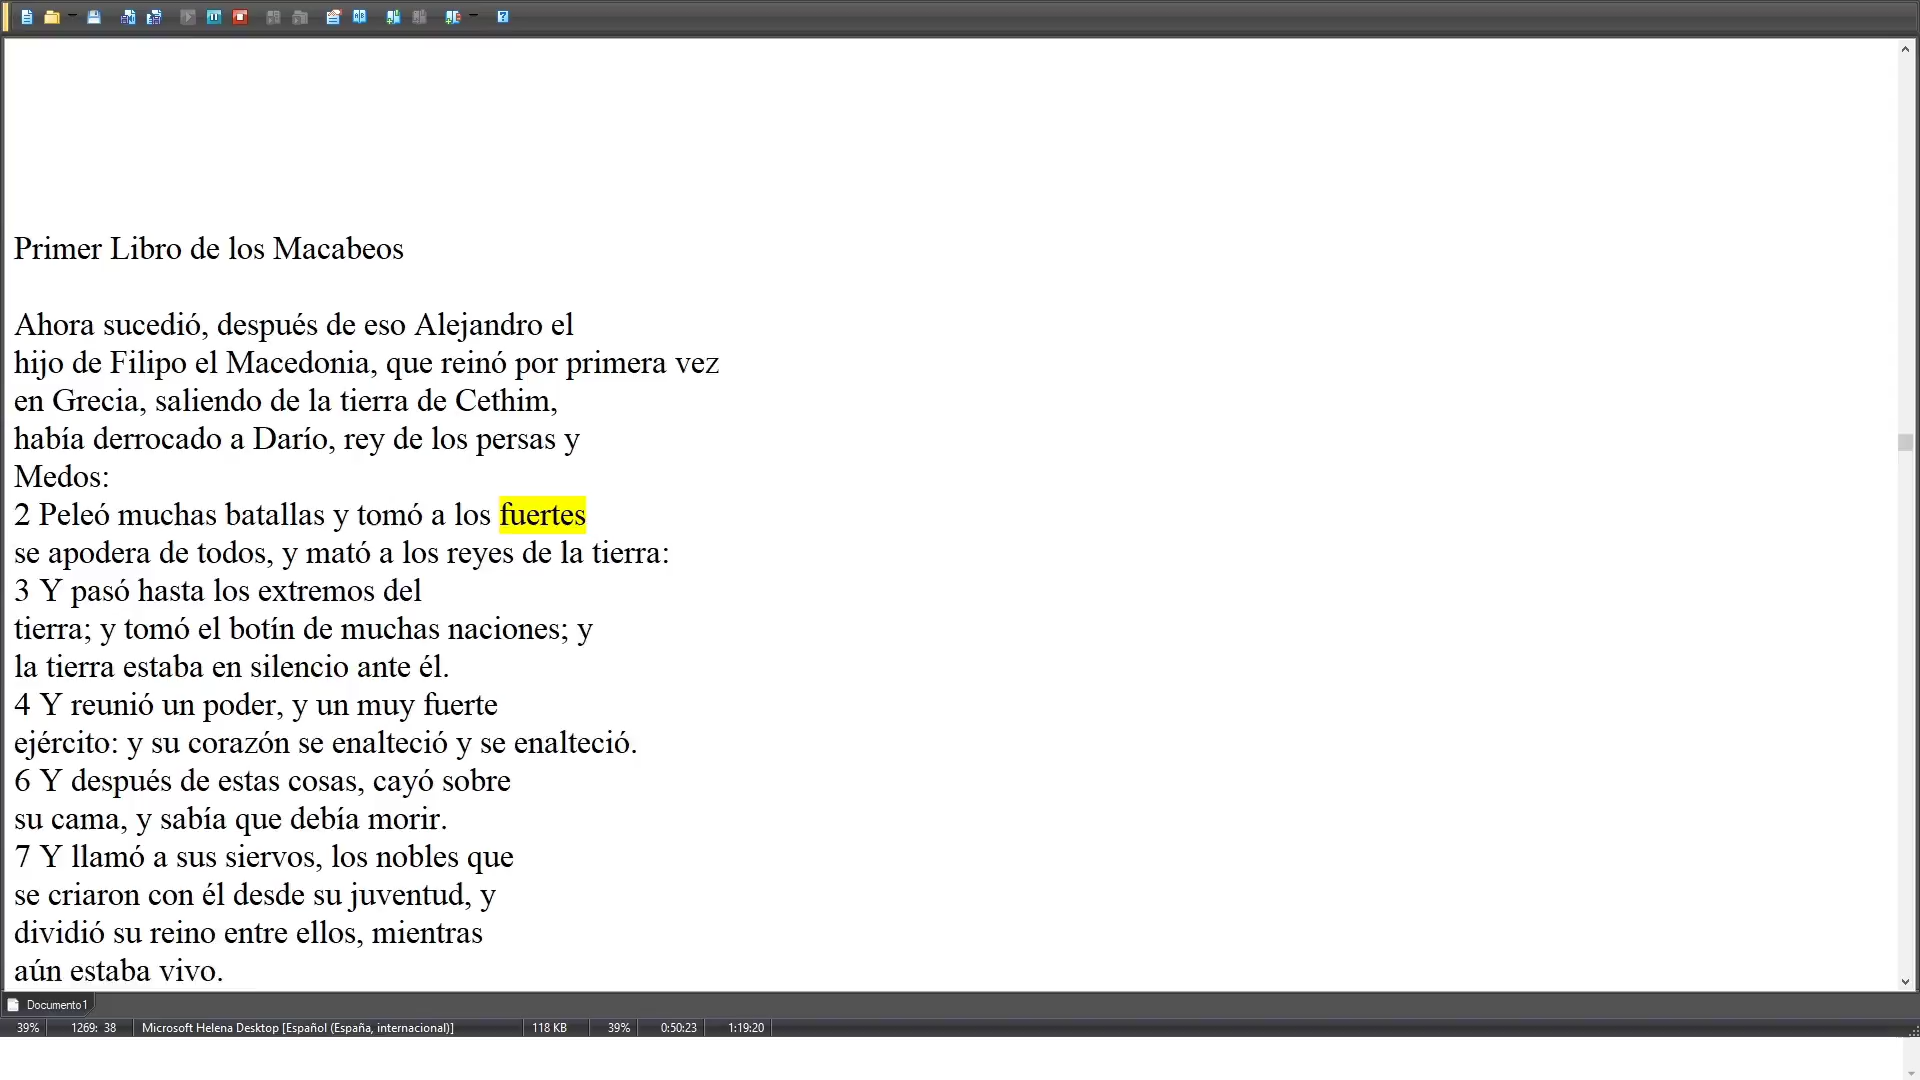 Primer Libro de los Macabeos
Ahora sucedió, después de eso Alejandro el
hijo de Filipo el Macedonia, que reinó por primera vez
en Grecia, saliendo de la tierra de Cethim,
había derrocado a Darío, rey de los persas y
Medos:
2 Peleó muchas batallas y tomó a los fuertes
se apodera de todos, y mató a los reyes de la tierra:
3 Y pasó hasta los extremos del
tierra; y tomó el botín de muchas naciones; y
la tierra estaba en silencio ante él.
4 Y reunió un poder, y un muy fuerte
ejército: y su corazón se enalteció y se enalteció.
6 Y después de estas cosas, cayó sobre
su cama, y sabía que debía morir.
7 Y llamó a sus siervos, los nobles que
se criaron con él desde su juventud, y
dividió su reino entre ellos, mientras
aún estaba vivo.
Documento1
39% 1269: 38 Microsoft Helena Desktop [Español (España, internacional)] 118 KB 39% 0:50:23 1:19:20